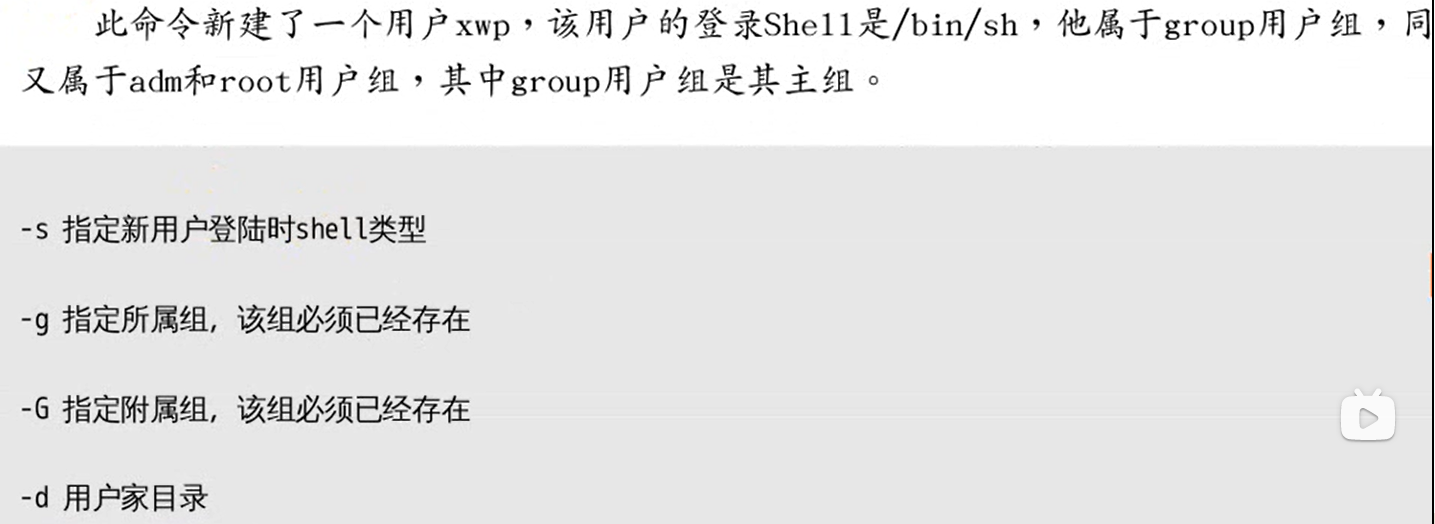 此命令新建了一个用户xwp，该用户的登录Shell是/bin/sh，他属于group用户组，同
又属于adm和root用户组，其中group用户组是其主组。
-s 指定新用户登陆时shell类型
-g 指定所属组，该组必须已经存在
-G 指定附属组，该组必须已经存在
-d 用户家目录